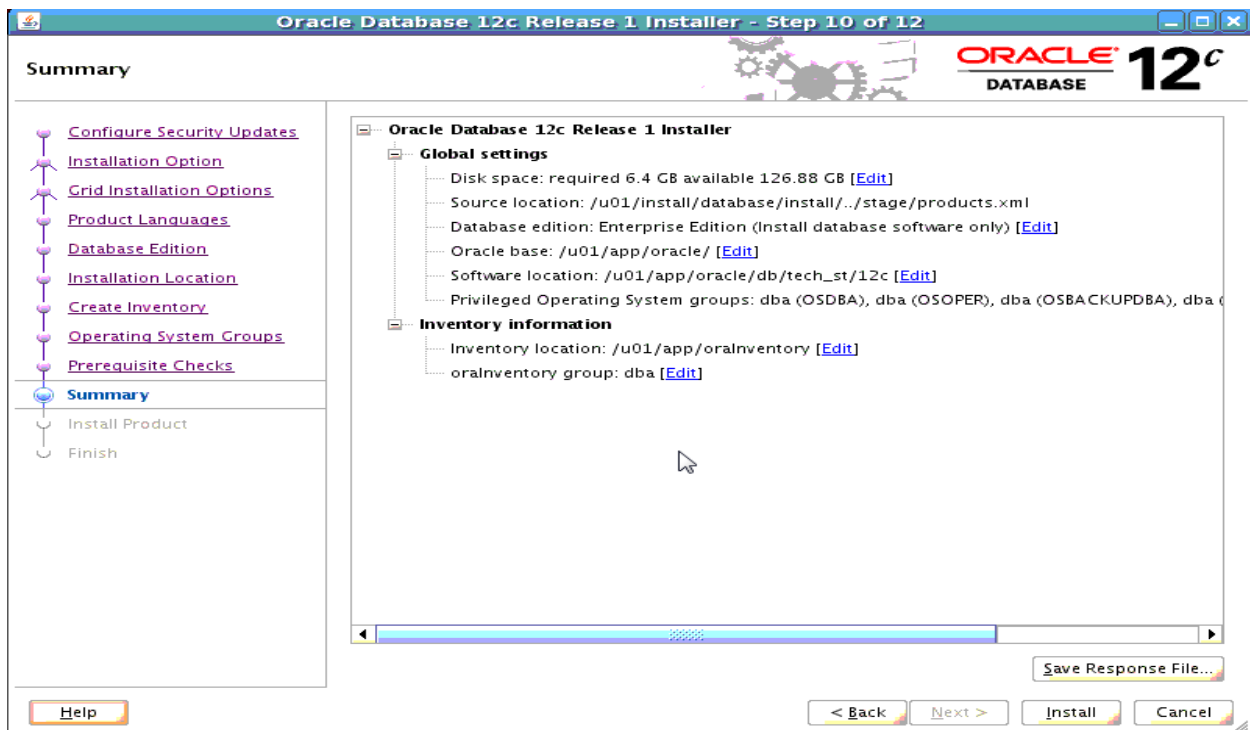 Oracle Database 12c Release 1 Installer - Step 10 of 12
Summary
ORACLE 12c
DATABASE
Configure Security Updates
Installation Option
Grid Installation Options
Product Languages
Database Edition
Installation Location
Create Inventory
Operating System Groups
Prerequisite Checks
Summary
Install Product
Finish
Oracle Database 12c Release 1 Installer
Global settings
Disk space: required 6.4 GB available 126.88 GB [Edit]
Source location: /u01/install/database/install/../stage/products.xml
Database edition: Enterprise Edition (Install database software only) [Edit]
Oracle base: /u01/app/oracle/ [Edit]
Software location: /u01/app/oracle/db/tech_st/12c [Edit]
Privileged Operating System groups: dba (OSDBA), dba (OSOPER), dba (OSBACKUPDBA), dba (
Inventory information
Inventory location: /u01/app/oraInventory [Edit]
oraInventory group: dba [Edit]
Save Response File...
Help
< Back
Next >
Install
Cancel